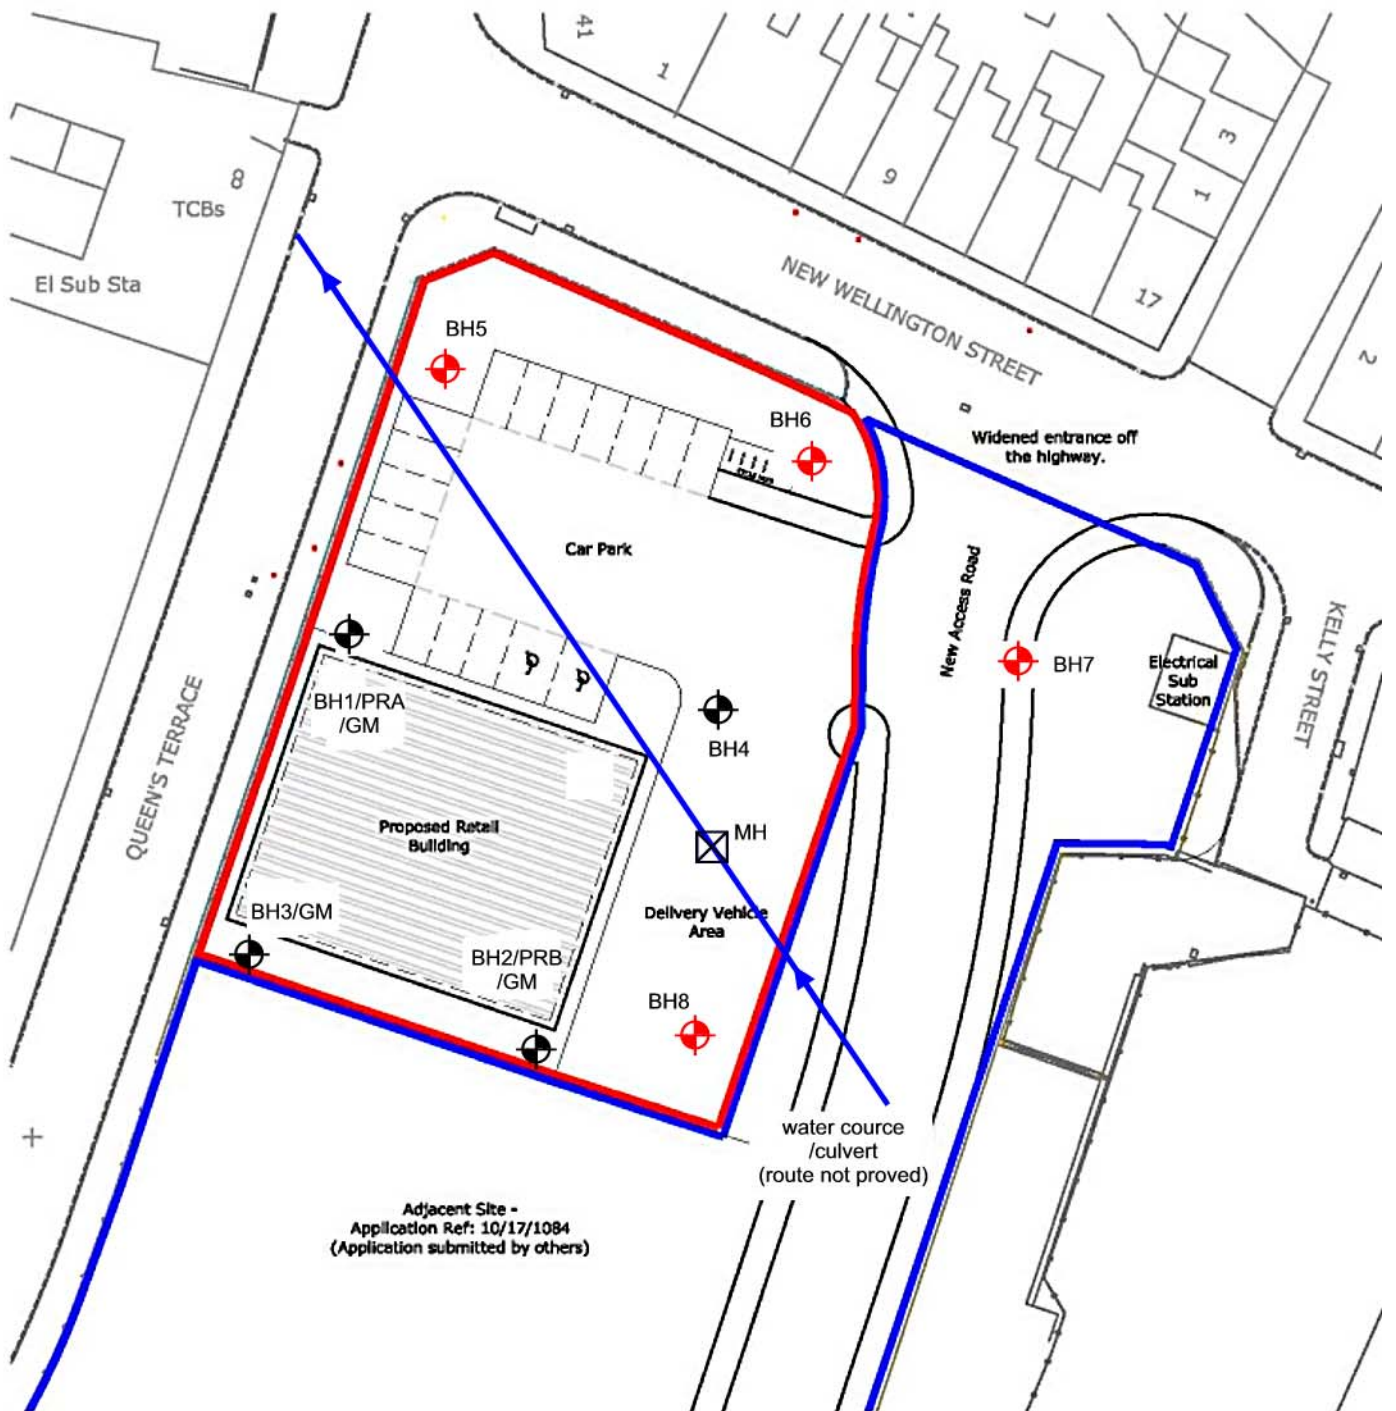 41
1
3
1
9
17
2
8
TCBs
El Sub Sta
NEW WELLINGTON STREET
BH5
BH6
Widened entrance off
the highway.
Car Park
New Access Road
KELLY STREET
BH7
Electrical
Sub
Station
QUEEN'S TERRACE
BH1/PRA
/GM
BH4
Proposed Retail
Building
MH
BH3/GM
Delivery Vehicle
Area
BH2/PRB
/GM
BH8
water cource
/culvert
(route not proved)
Adjacent Site -
Application Ref: 10/17/1084
(Application submitted by others)